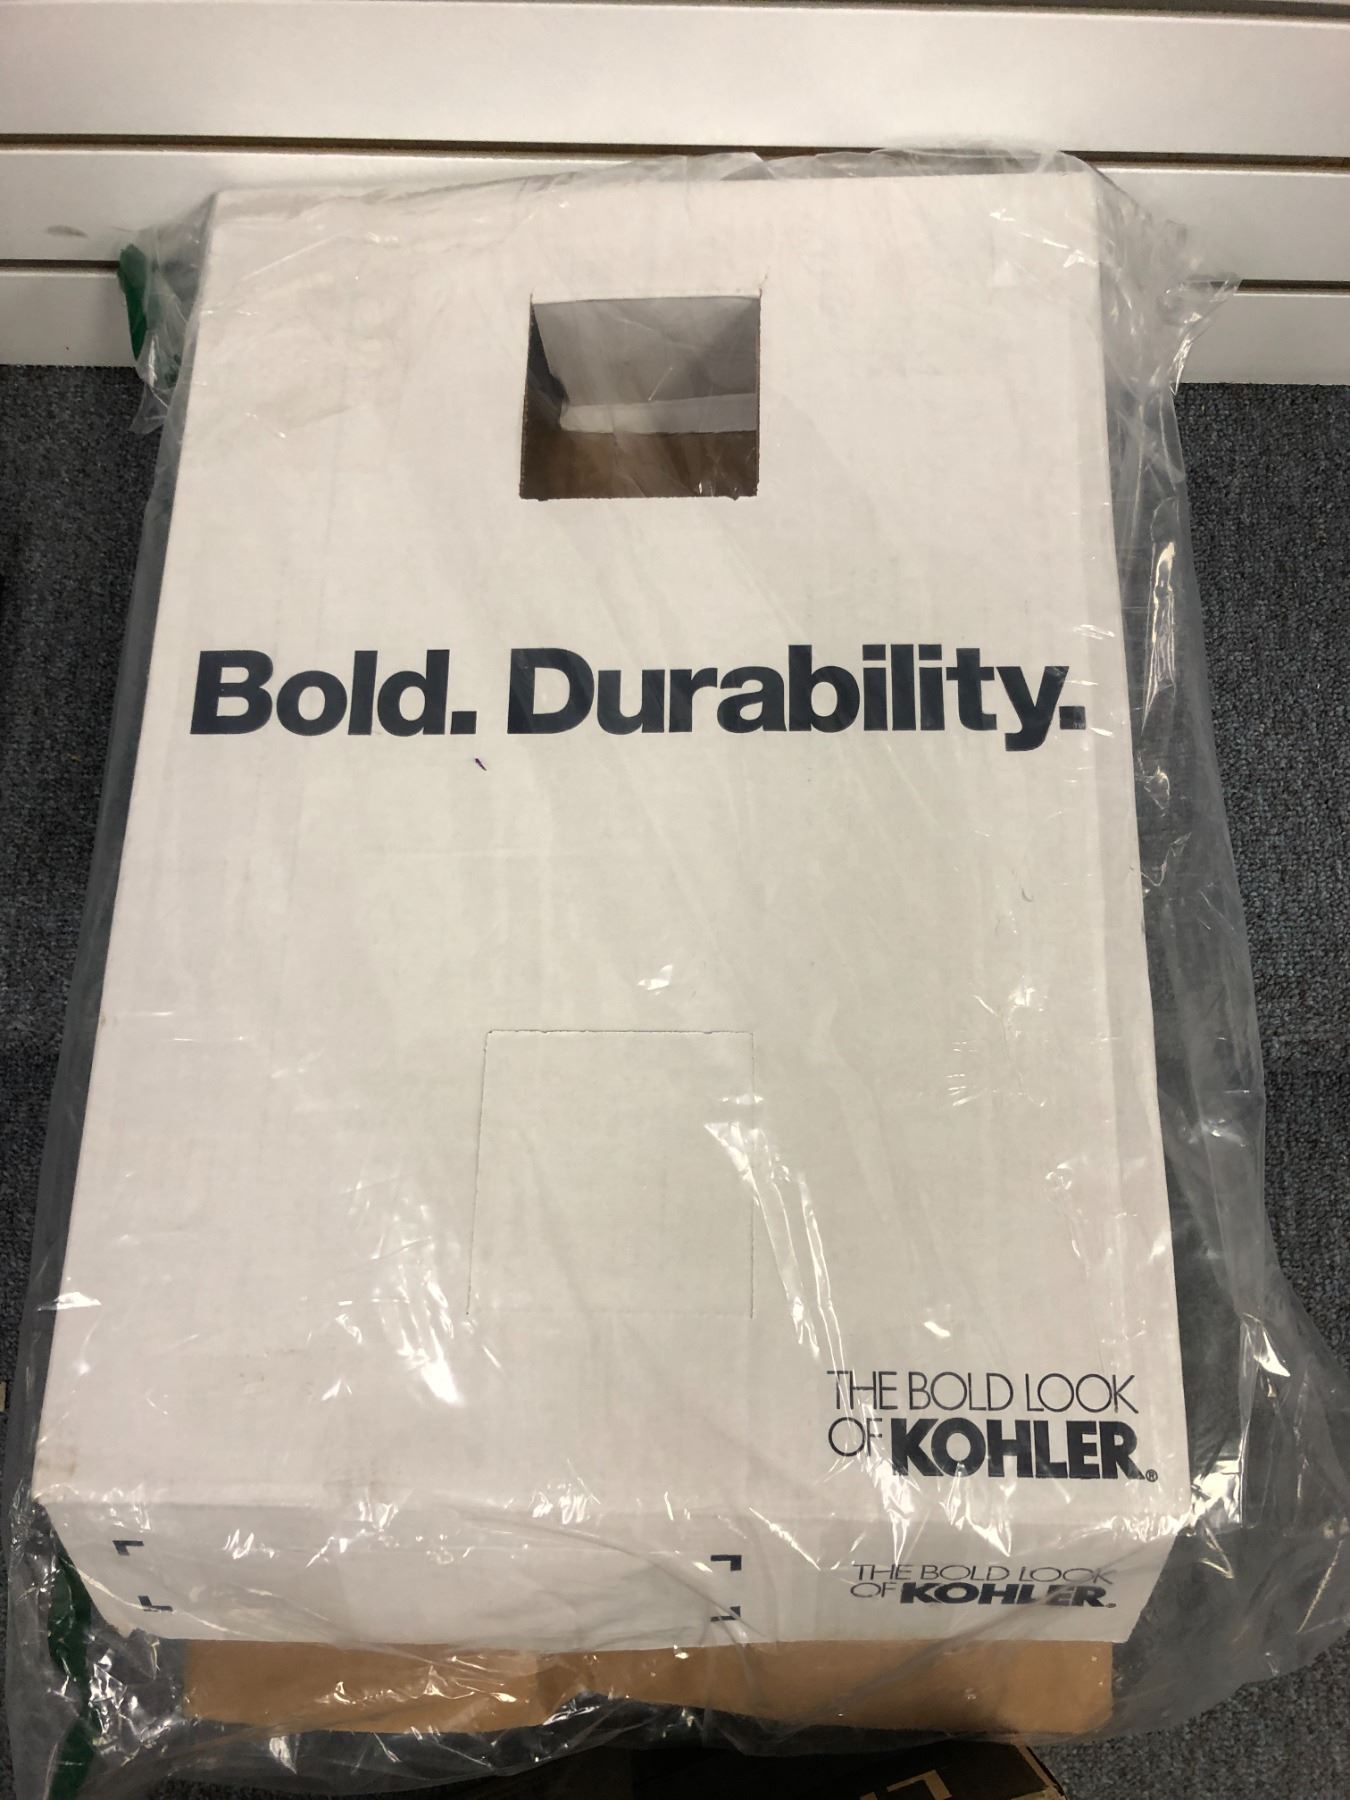 Bold. Durability.
THE BOLD LOOK
OF KOHLER®
THE BOLD LOOK
OF KOHLER®